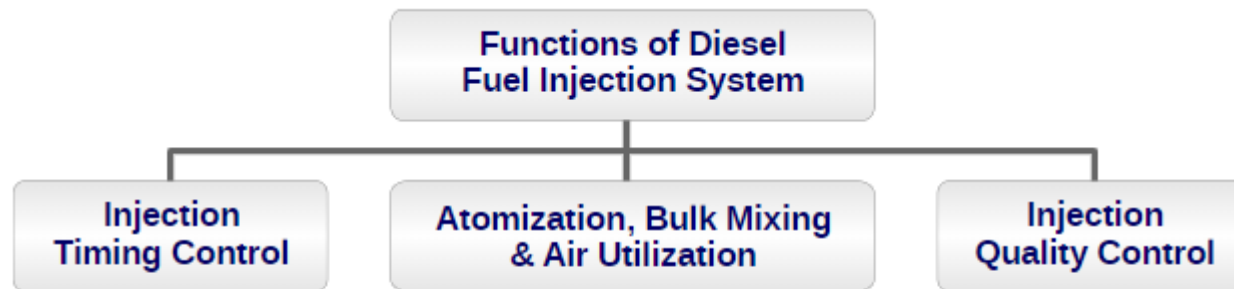 Functions of Diesel
Fuel Injection System
Injection
Timing Control
Atomization, Bulk Mixing
& Air Utilization
Injection
Quality Control